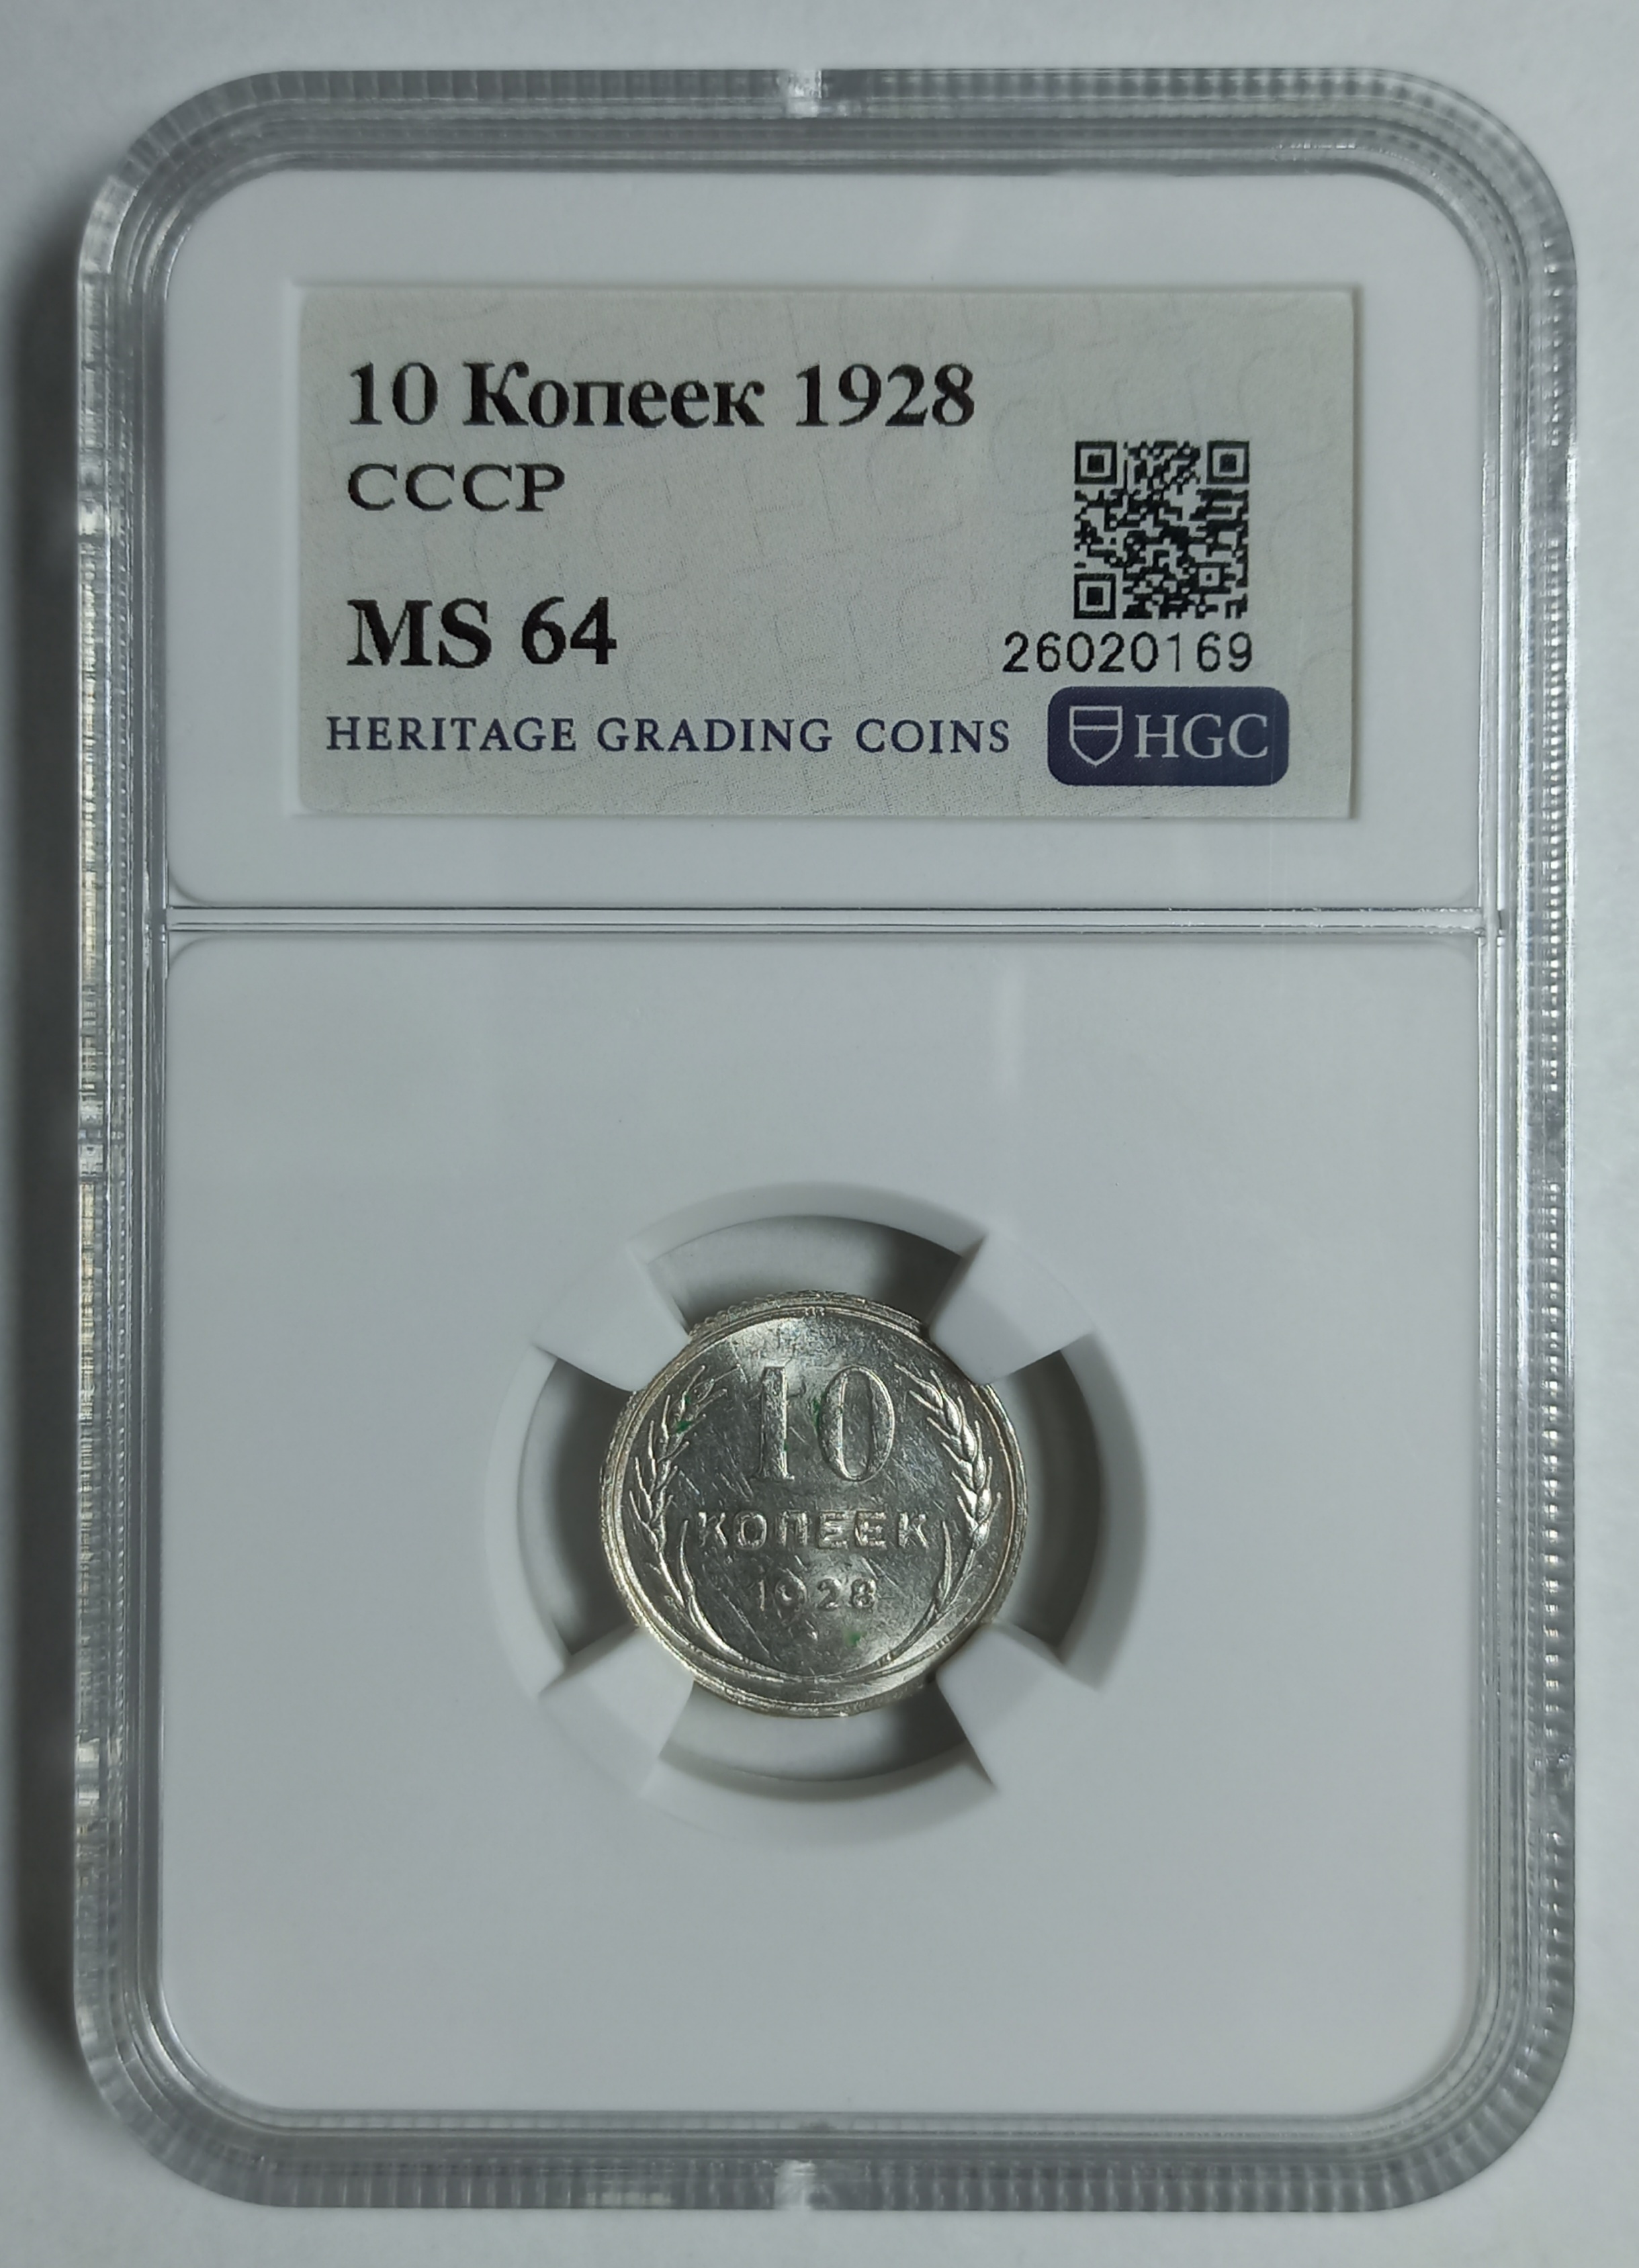 10 Копеек 1928
СССР
MS 64
26020169
HERITAGE GRADING COINS HGC
10
КОПЕЕК
1928